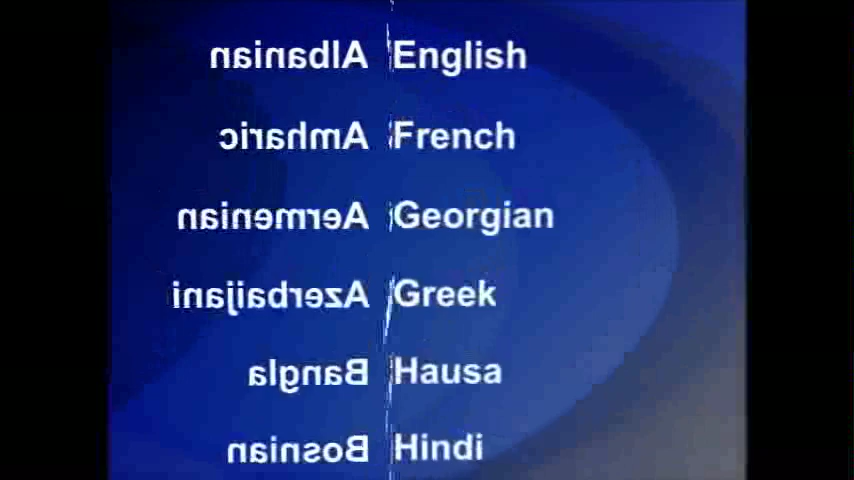 Albanian English
Amharic French
Aermenian Georgian
Azerbaijani Greek
Bangla Hausa
Bosnian Hindi